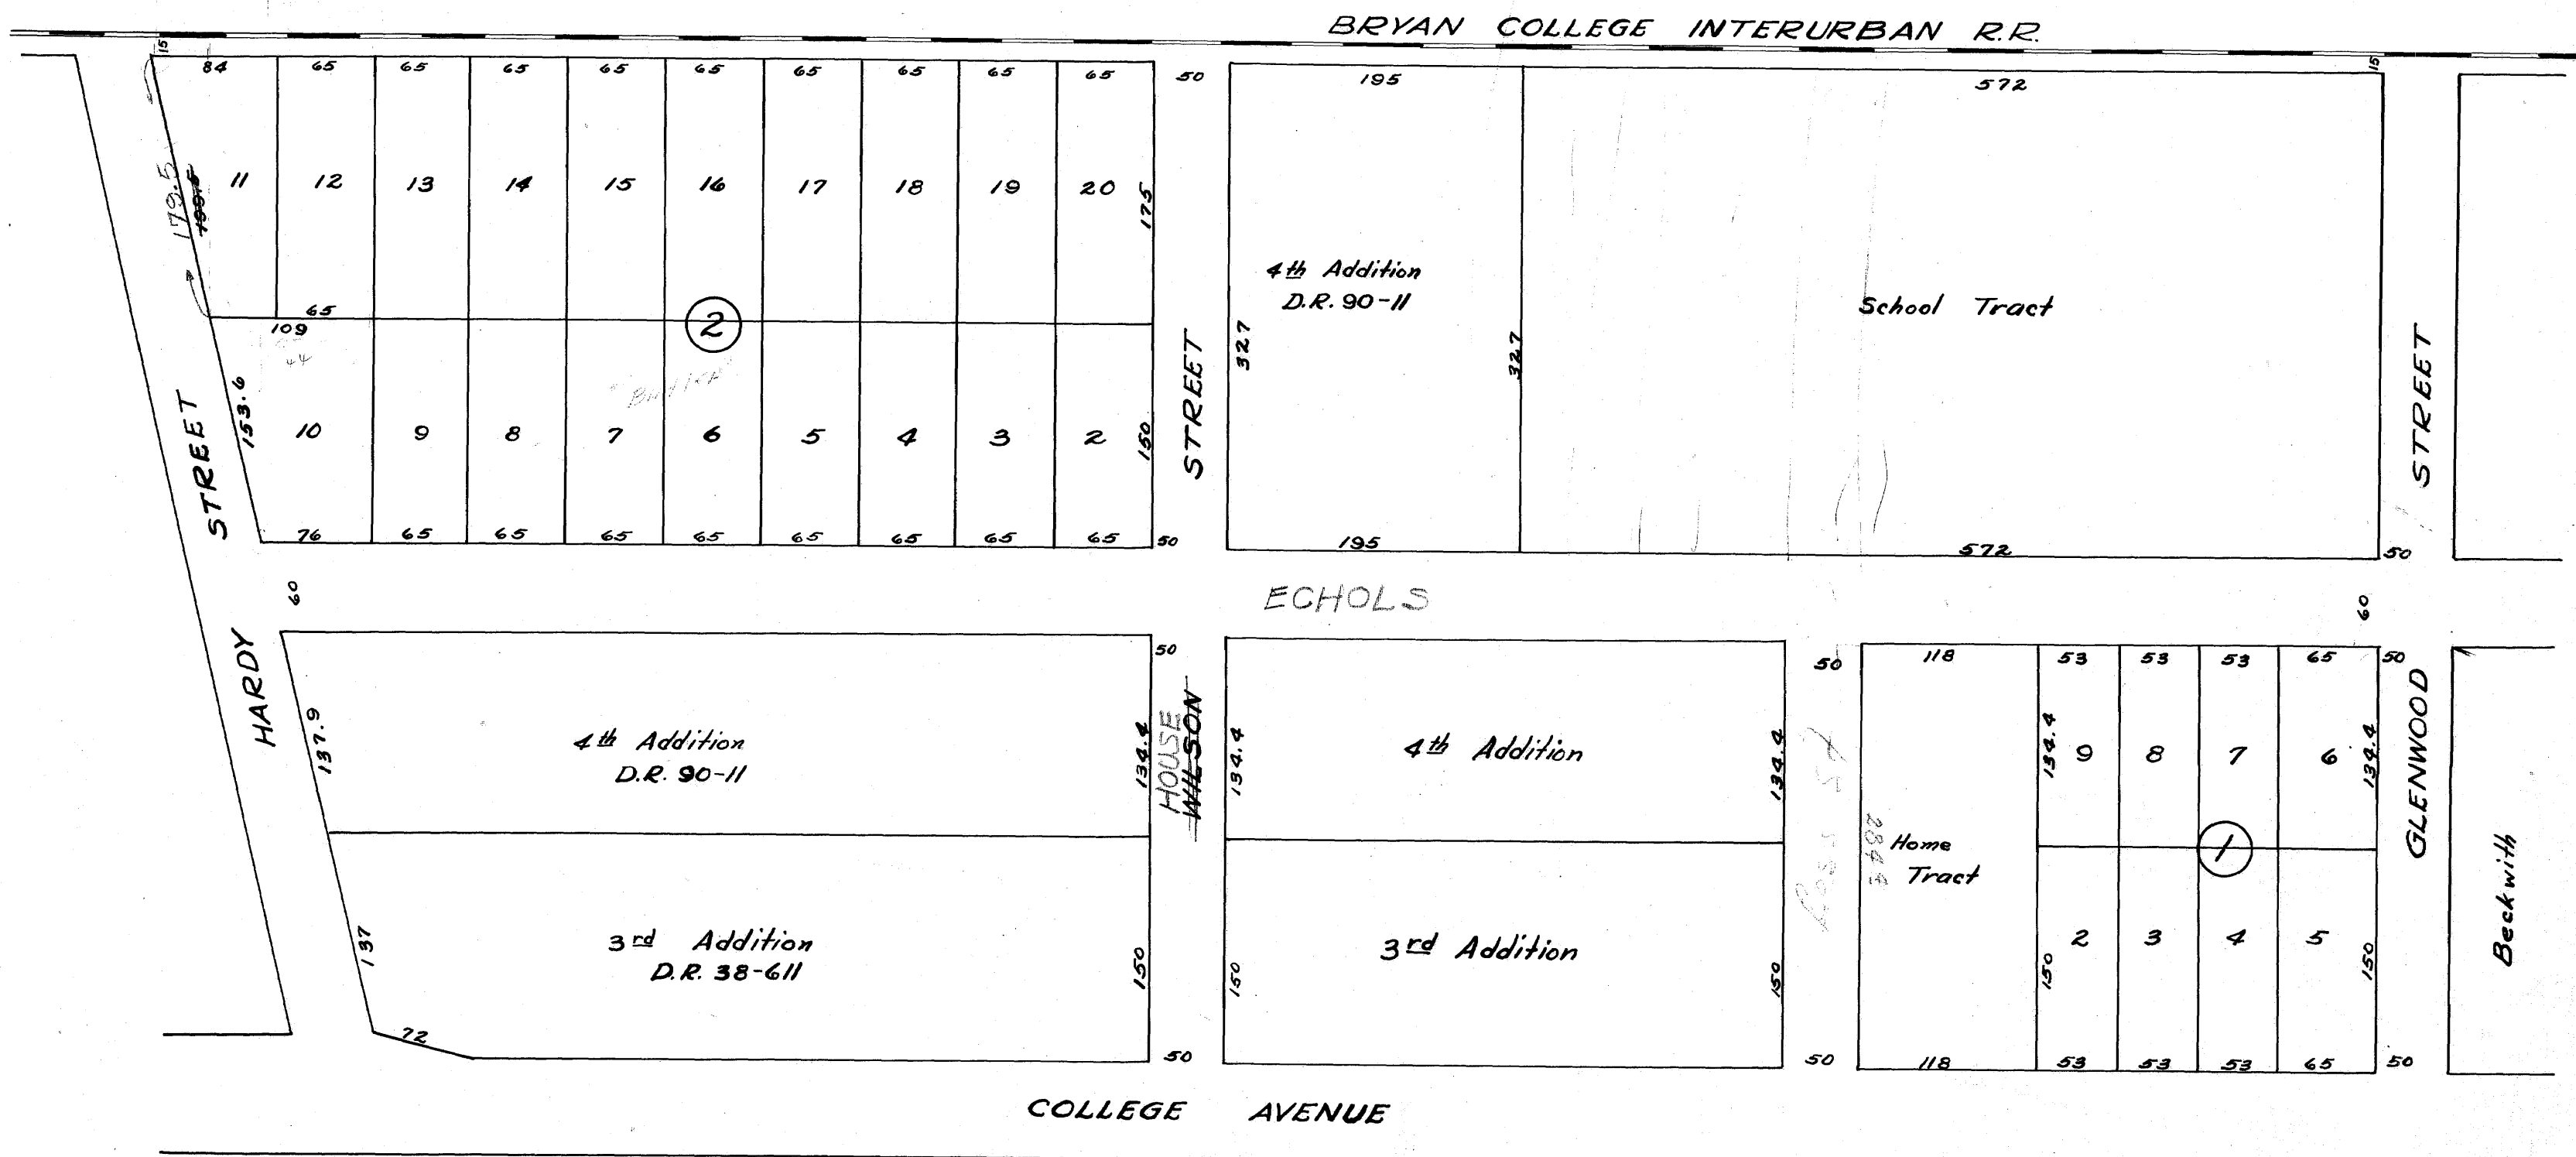 BRYAN COLLEGE INTERURBAN R.R.
15
15
84 65 65 65 65 65 65 65 65 65
50
195
572
11 12 13 14 15 16 17 18 19 20
179.5
175
4th Addition
D.R. 90-11
School Tract
327
327
65
109
44
2
STREET
STREET
STREET
153.6
10 9 8 7 6 5 4 3 2
150
76 65 65 65 65 65 65 65 65
50
195
572
50
60
ECHOLS
60
HARDY
50
50
118 53 53 53 65
50
137.9
4th Addition
D.R. 90-11
134.4
HOUSE
WILSON
134.4
4th Addition
134.4
134.4
9 8 7 6
134.4
GLENWOOD
284.4
Home
Tract
1
Beckwith
137
3rd Addition
D.R. 38-611
150
150
3rd Addition
150
150
2 3 4 5
150
72
50
50
118 53 53 53 65
50
COLLEGE AVENUE